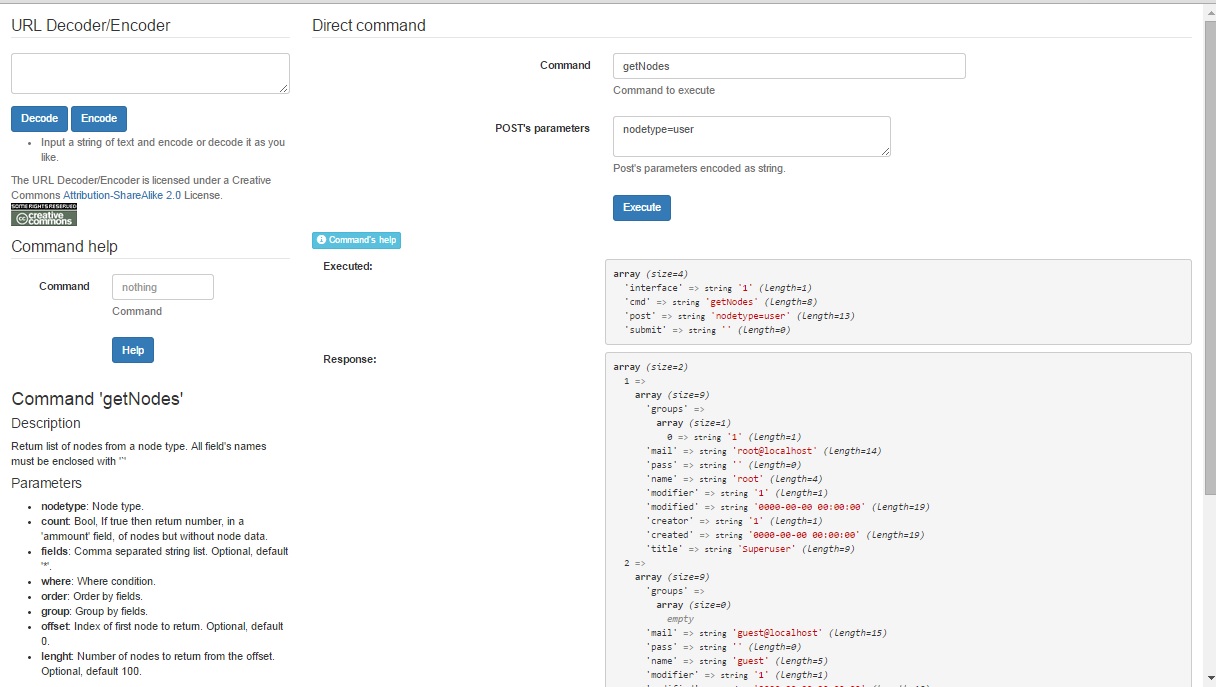 URL Decoder/Encoder
Decode
Encode
Input a string of text and encode or decode it as you
like.
The URL Decoder/Encoder is licensed under a Creative
Commons Attribution-ShareAlike 2.0 License.
SOME RIGHTS RESERVED
creative
commons
Command help
Command
nothing
Command
Help
Command 'getNodes'
Description
Return list of nodes from a node type. All field's names
must be enclosed with '`'
Parameters
nodetype: Node type.
count: Bool, If true then return number, in a
'ammount' field, of nodes but without node data.
fields: Comma separated string list. Optional, default
'*'.
where: Where condition.
order: Order by fields.
group: Group by fields.
offset: Index of first node to return. Optional, default
0.
lenght: Number of nodes to return from the offset.
Optional, default 100.
Direct command
Command
getNodes
Command to execute
POST's parameters
nodetype=user
Post's parameters encoded as string.
Execute
Command's help
Executed:
array (size=4)
'interface' => string '1' (length=1)
'cmd' => string 'getNodes' (length=8)
'post' => string 'nodetype=user' (length=13)
'submit' => string '' (length=0)
Response:
array (size=2)
1 =>
array (size=9)
'groups' =>
array (size=1)
0 => string '1' (length=1)
'mail' => string 'root@localhost' (length=14)
'pass' => string '' (length=0)
'name' => string 'root' (length=4)
'modifier' => string '1' (length=1)
'modified' => string '0000-00-00 00:00:00' (length=19)
'creator' => string '1' (length=1)
'created' => string '0000-00-00 00:00:00' (length=19)
'title' => string 'Superuser' (length=9)
2 =>
array (size=9)
'groups' =>
array (size=0)
empty
'mail' => string 'guest@localhost' (length=15)
'pass' => string '' (length=0)
'name' => string 'guest' (length=5)
'modifier' => string '1' (length=1)